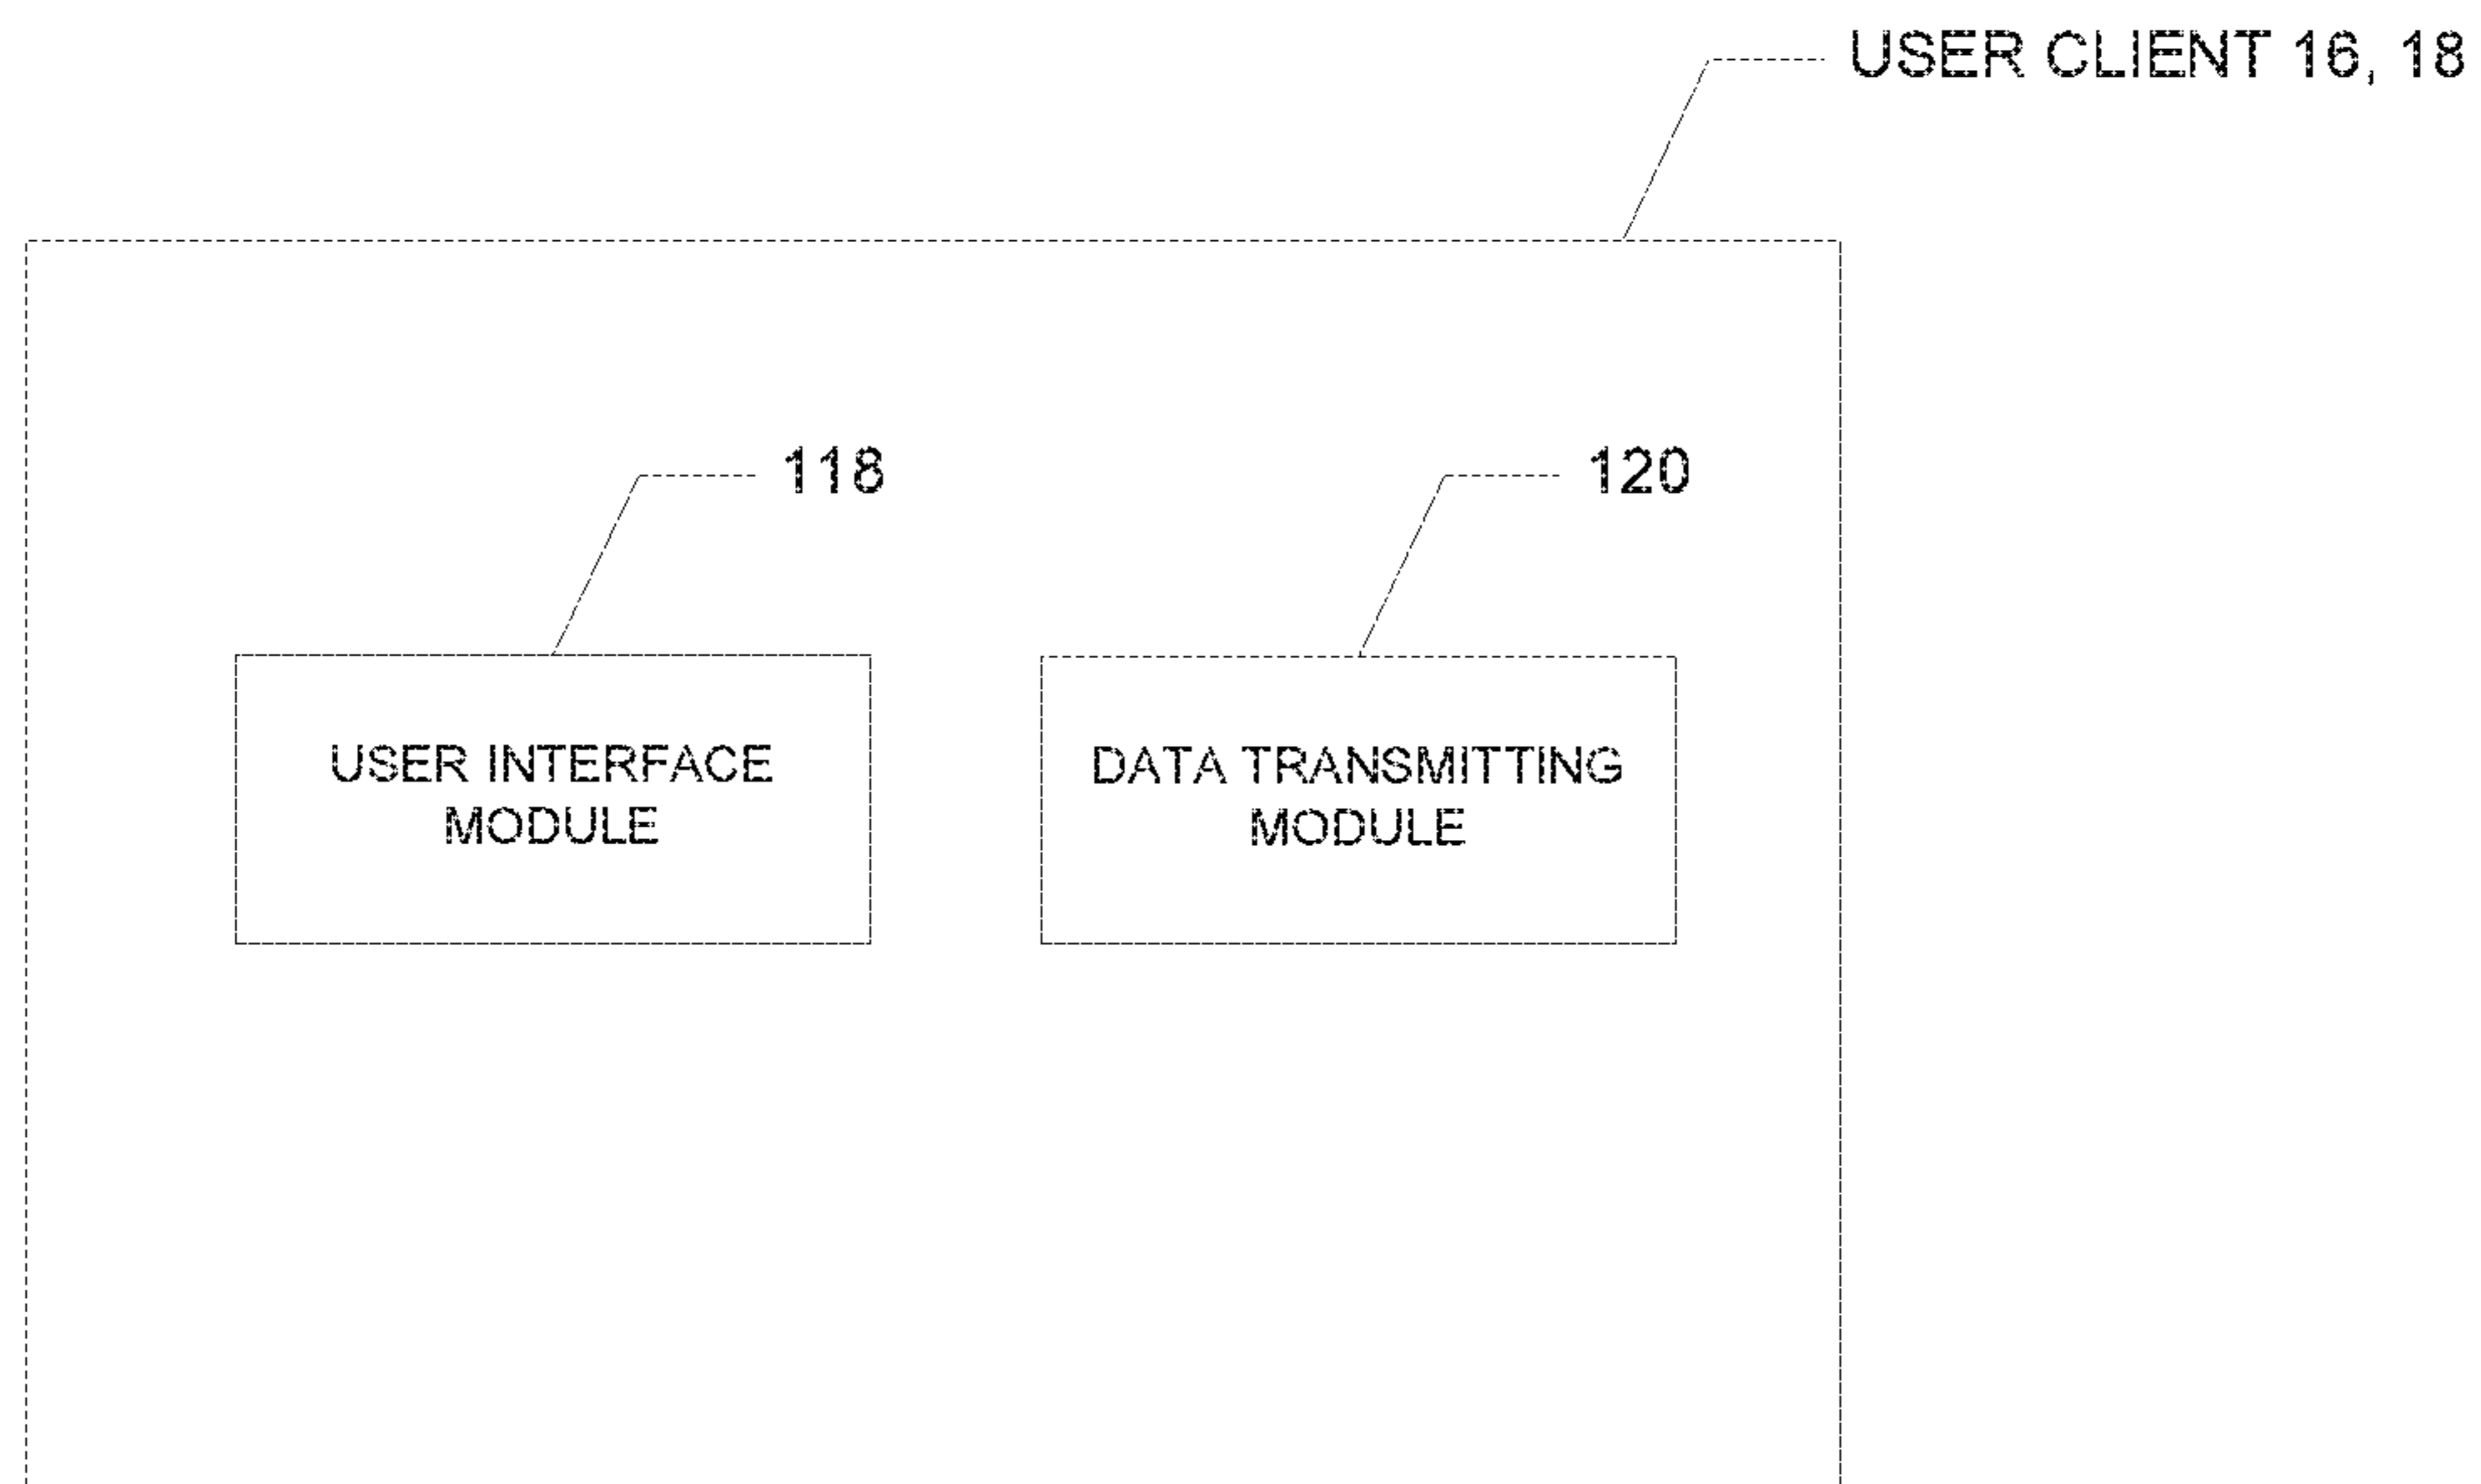 USER CLIENT 16, 18
118
120
USER INTERFACE
MODULE
DATA TRANSMITTING
MODULE